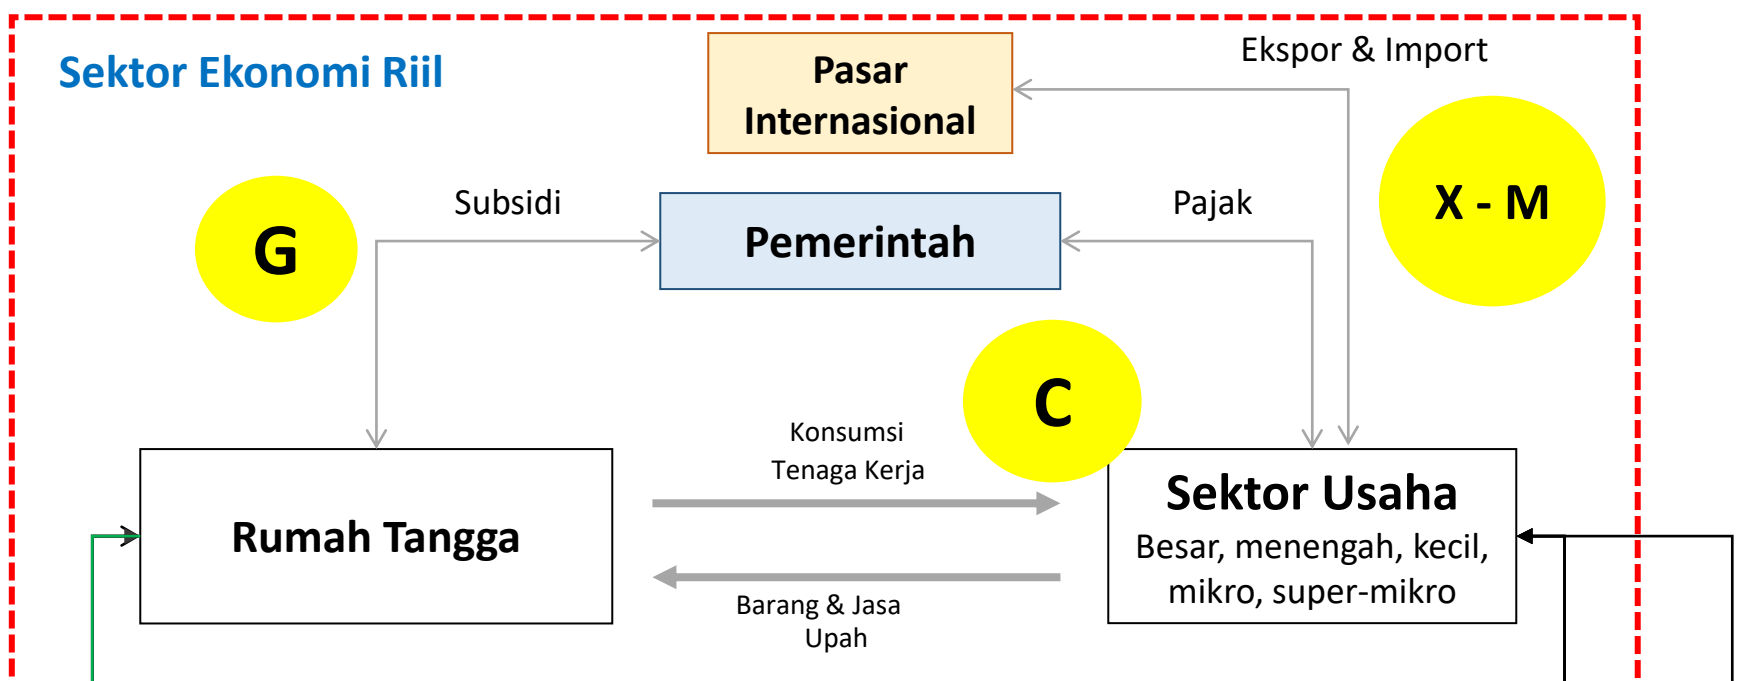 Sektor Ekonomi Riil
Pasar
Internasional
Ekspor & Import
G
Subsidi
Pemerintah
Pajak
X - M
C
Konsumsi
Tenaga Kerja
Rumah Tangga
Sektor Usaha
Besar, menengah, kecil,
mikro, super-mikro
Barang & Jasa
Upah